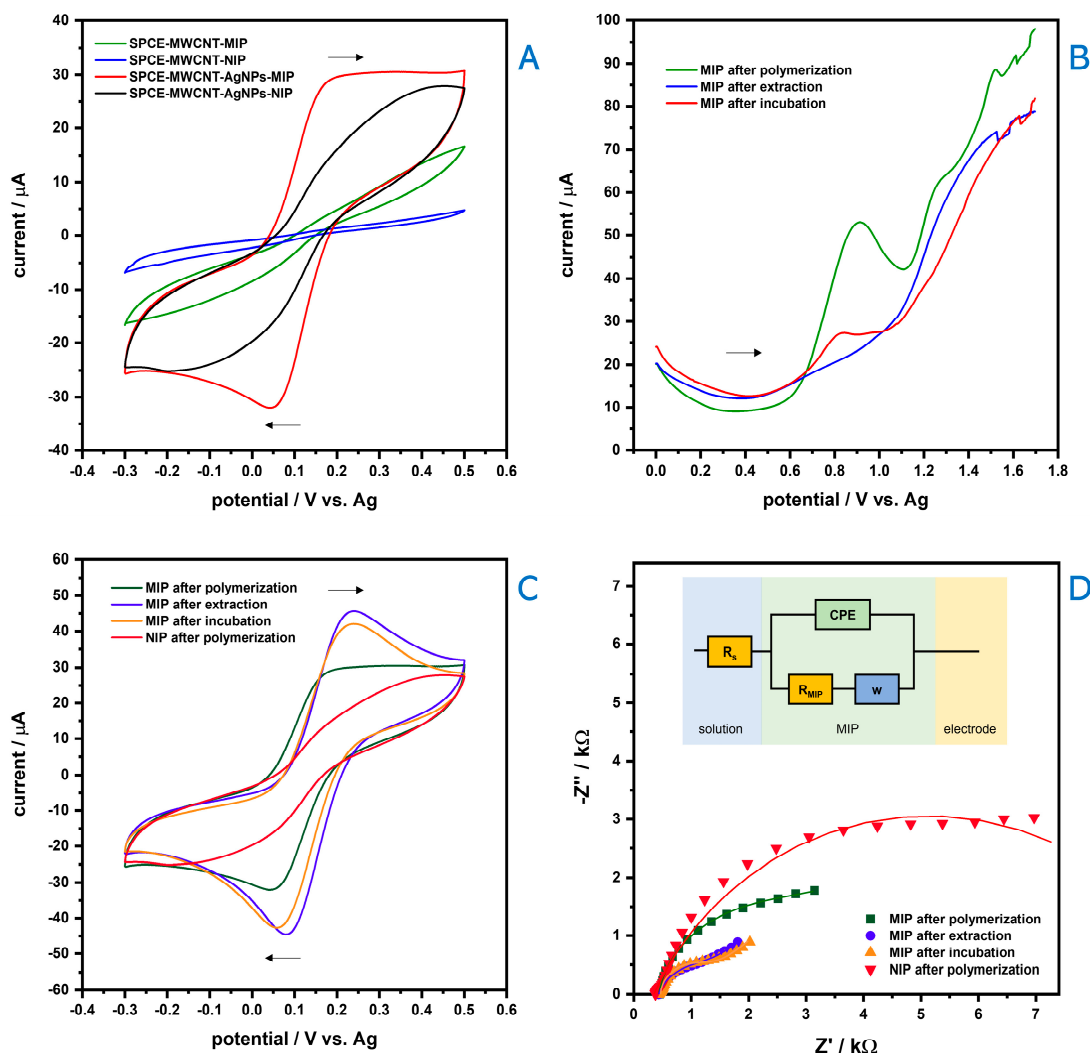 A
SPCE-MWCNT-MIP
SPCE-MWCNT-NIP
SPCE-MWCNT-AgNPs-MIP
SPCE-MWCNT-AgNPs-NIP
40
30
20
10
0
-10
-20
-30
-40
current / μA
-0.4 -0.3 -0.2 -0.1 0.0 0.1 0.2 0.3 0.4 0.5 0.6
potential / V vs. Ag
B
MIP after polymerization
MIP after extraction
MIP after incubation
100
90
80
70
60
50
40
30
20
10
0
current / μA
0.0 0.2 0.4 0.6 0.8 1.0 1.2 1.4 1.6 1.8
potential / V vs. Ag
C
MIP after polymerization
MIP after extraction
MIP after incubation
NIP after polymerization
60
50
40
30
20
10
0
-10
-20
-30
-40
-50
-60
current / μA
-0.4 -0.3 -0.2 -0.1 0.0 0.1 0.2 0.3 0.4 0.5 0.6
potential / V vs. Ag
D
CPE
Rs
RMIP
w
solution
MIP
electrode
MIP after polymerization
MIP after extraction
MIP after incubation
NIP after polymerization
7
6
5
4
3
2
1
0
-Z'' / kΩ
0 1 2 3 4 5 6 7
Z' / kΩ